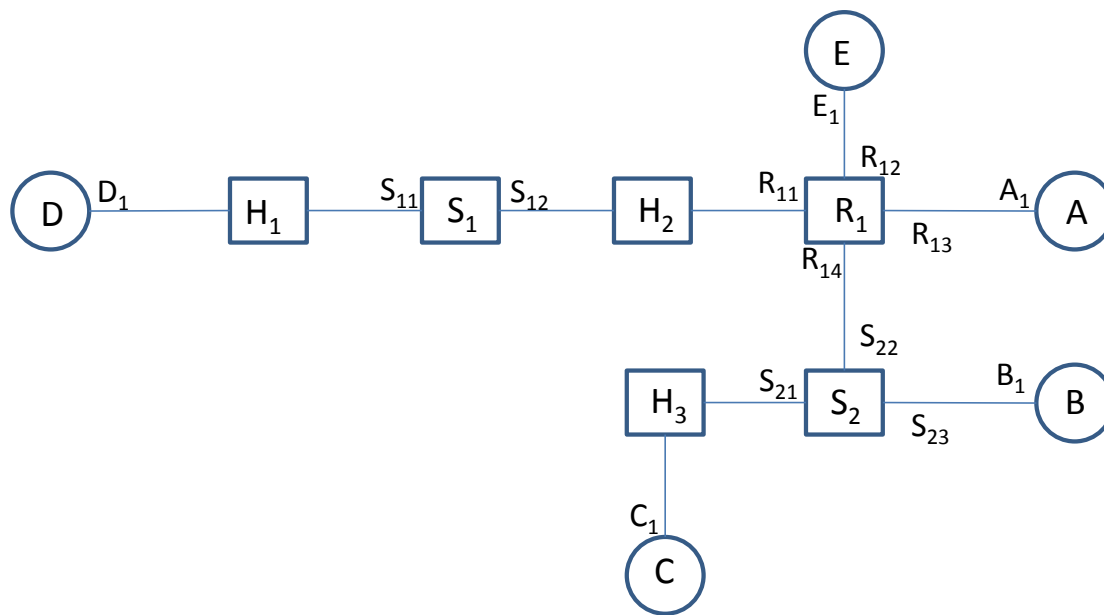 E
E₁
R₁₂
D
D₁
H₁
S₁₁
S₁
S₁₂
H₂
R₁₁
R₁
R₁₃
A₁
A
R₁₄
S₂₂
H₃
S₂₁
S₂
S₂₃
B₁
B
C₁
C